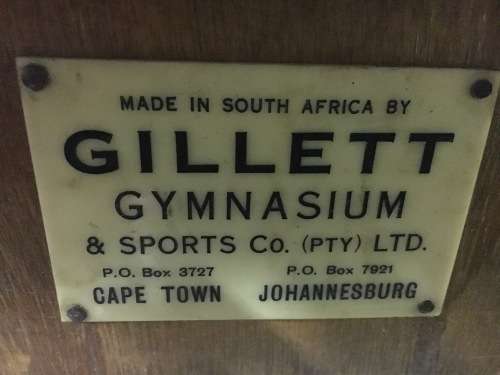 MADE IN SOUTH AFRICA BY
GILLETT
GYMNASIUM
& SPORTS Co. (PTY) LTD.
P.O. Box 3727 P.O. Box 7921
CAPE TOWN JOHANNESBURG